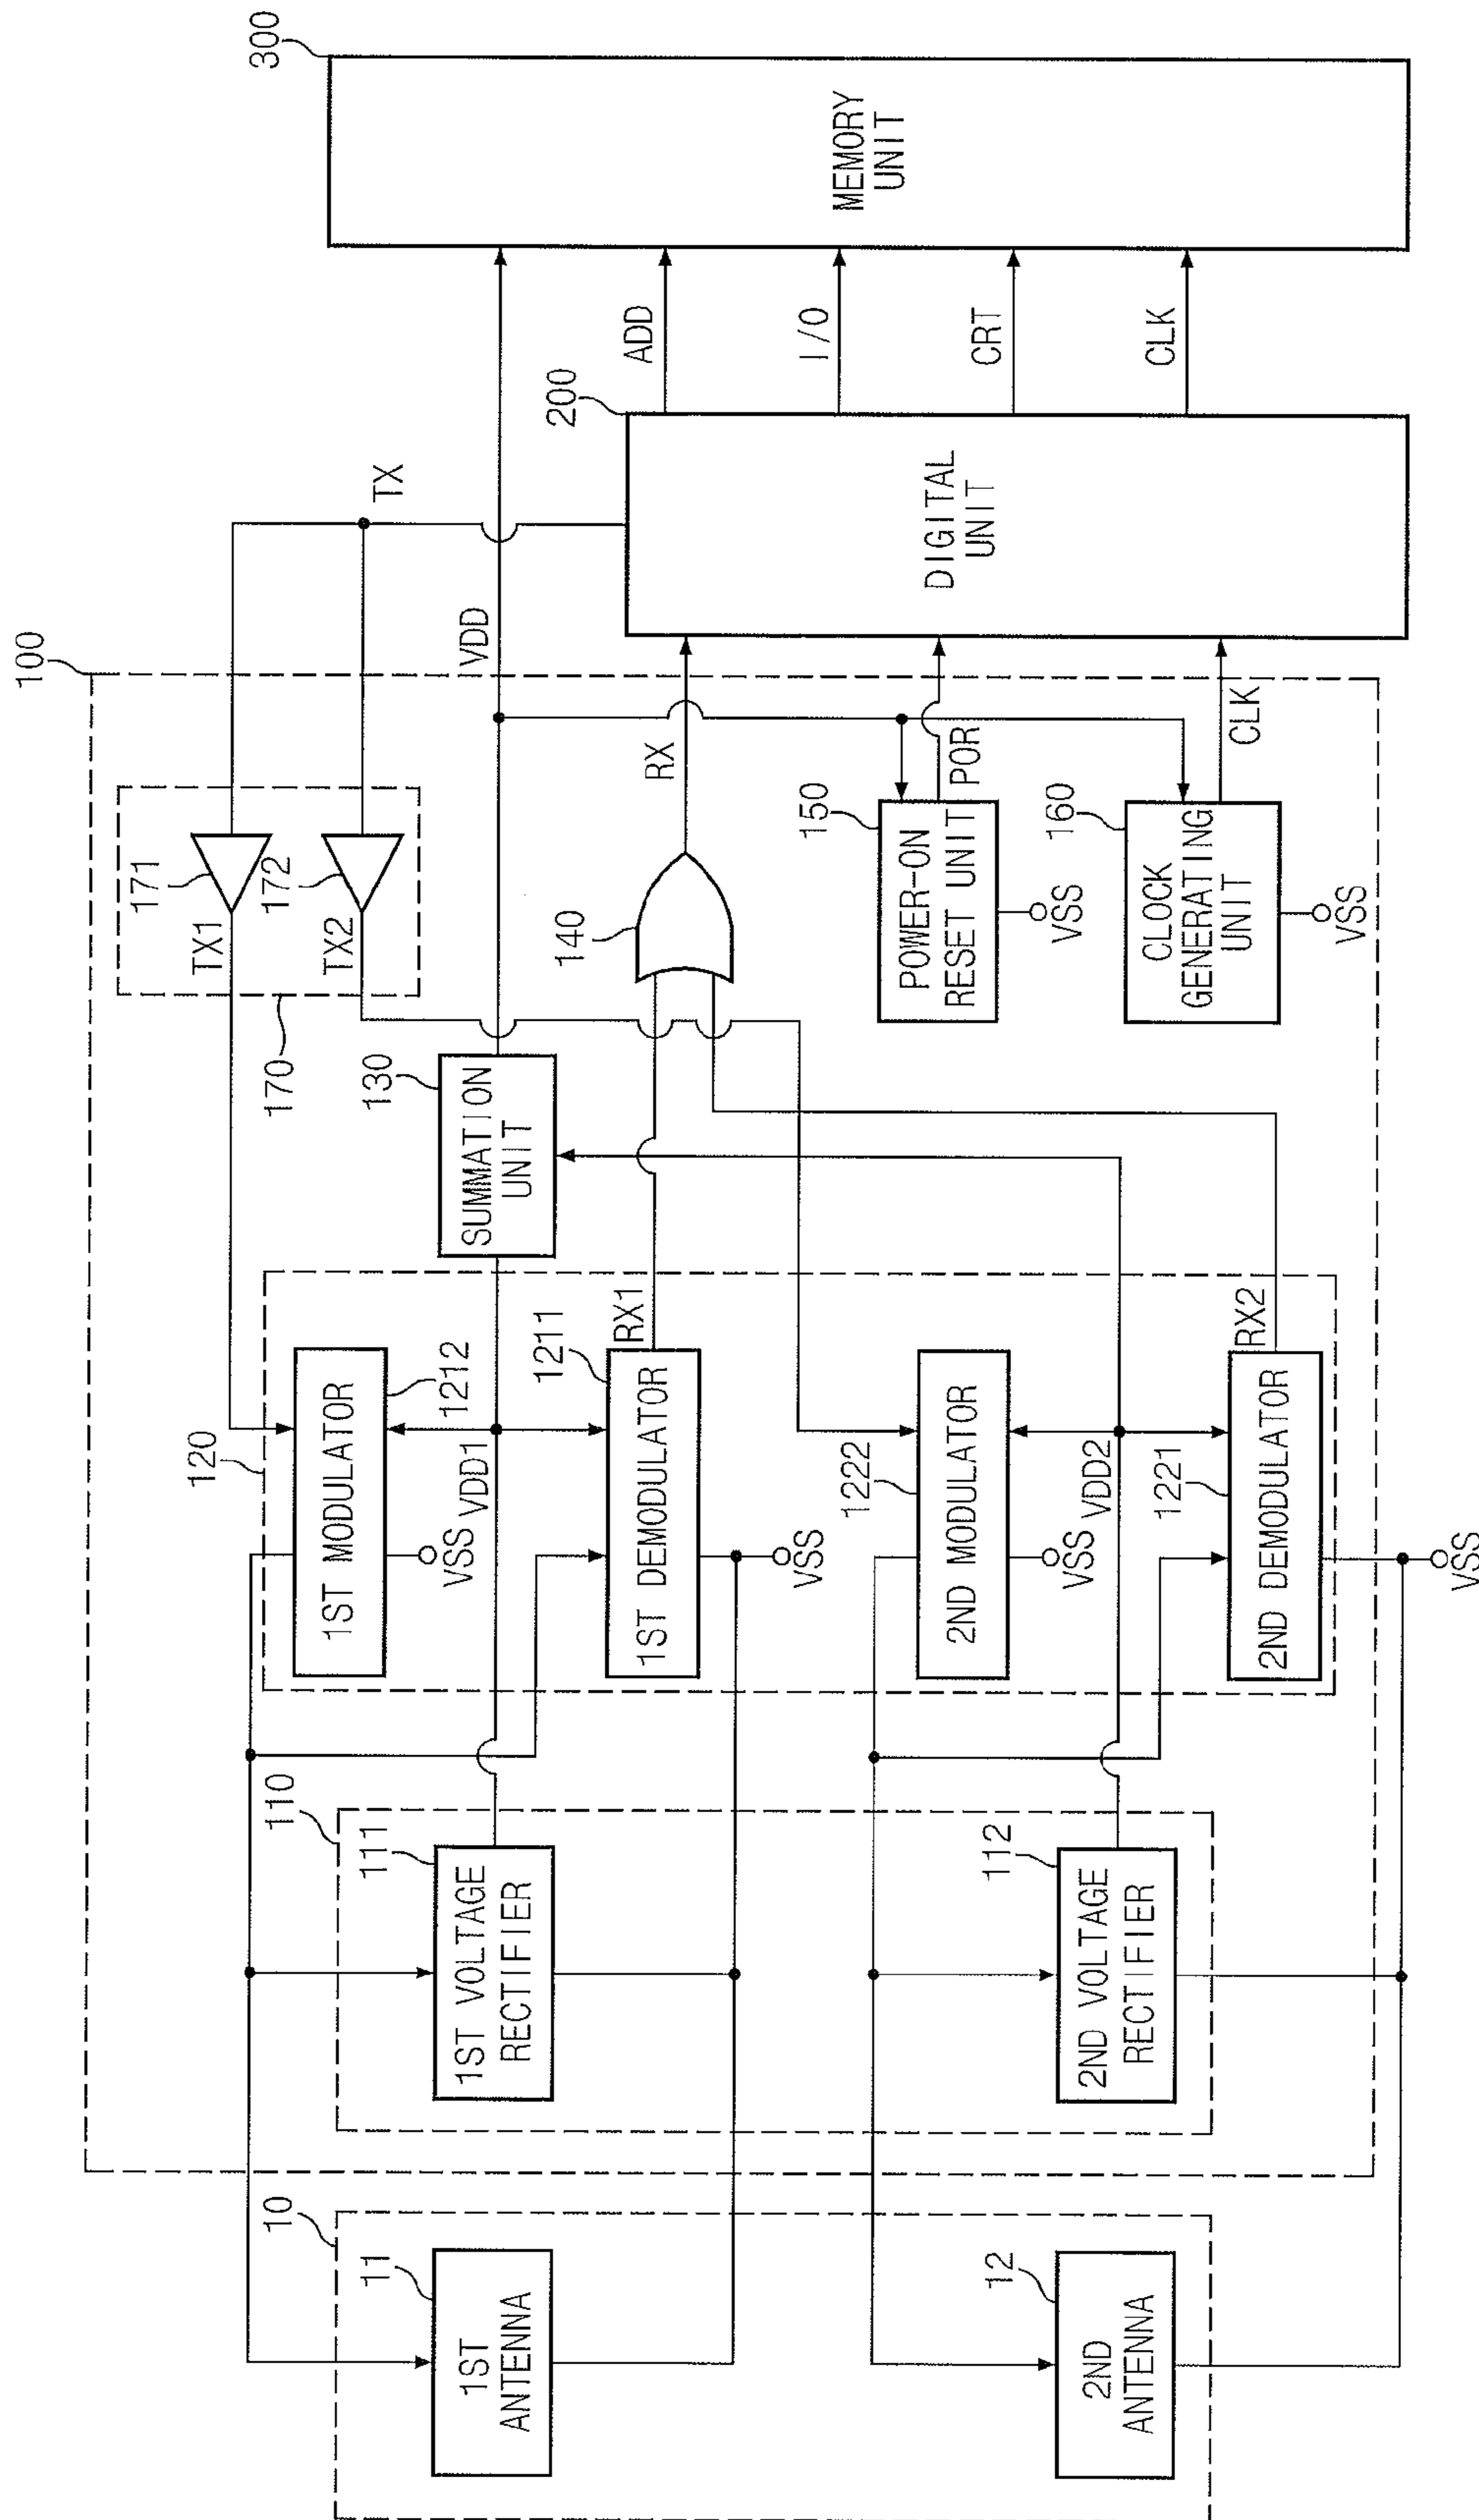 10
11
1ST
ANTENNA
12
2ND
ANTENNA
100
110
111
1ST VOLTAGE
RECTIFIER
112
2ND VOLTAGE
RECTIFIER
120
1ST MODULATOR
1212
VSS
VDD1
1ST DEMODULATOR
1211
RX1
VSS
2ND MODULATOR
1222
VSS
VDD2
2ND DEMODULATOR
1221
RX2
VSS
SUMMATION
UNIT
130
170
TX1
171
TX2
172
140
RX
POWER-ON
RESET UNIT
150
POR
VSS
CLOCK
GENERATING
UNIT
160
CLK
VSS
VDD
TX
DIGITAL
UNIT
200
ADD
I/O
CRT
CLK
MEMORY
UNIT
300